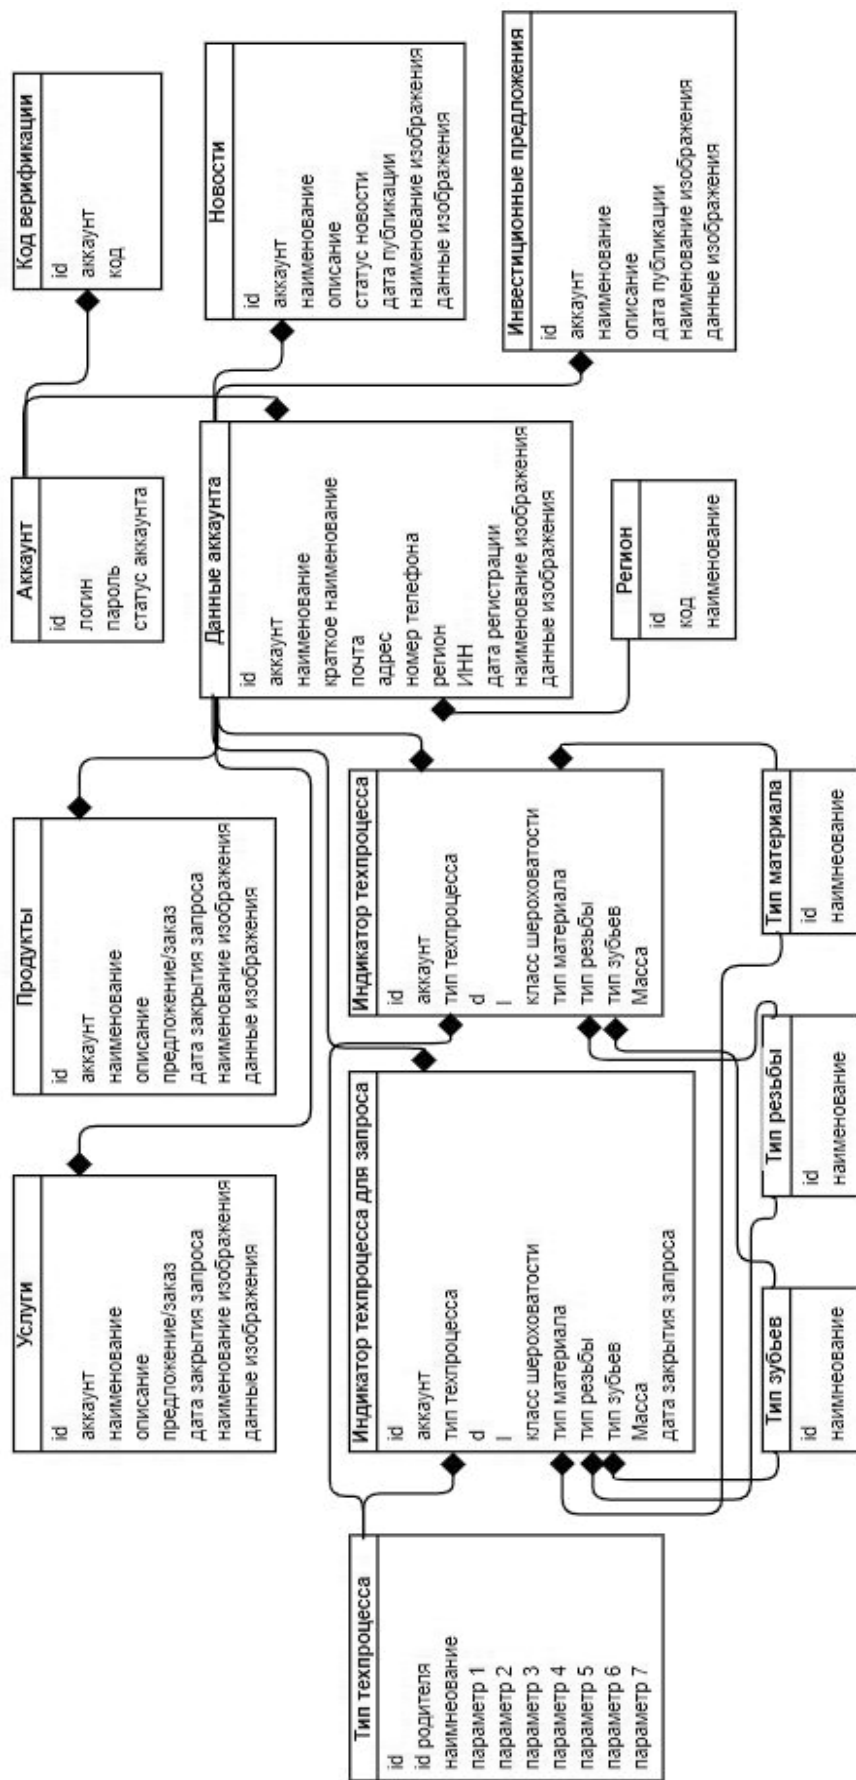 Услуги
id
аккаунт
наименование
описание
предложение/заказ
дата закрытия запроса
наименование изображения
данные изображения
Продукты
id
аккаунт
наименование
описание
предложение/заказ
дата закрытия запроса
наименование изображения
данные изображения
Аккаунт
id
логин
пароль
статус аккаунта
Код верификации
id
аккаунт
код
Данные аккаунта
id
аккаунт
наименование
краткое наименование
почта
адрес
номер телефона
регион
ИНН
дата регистрации
наименование изображения
данные изображения
Новости
id
аккаунт
наименование
описание
статус новости
дата публикации
наименование изображения
данные изображения
Тип техпроцесса
id
id родителя
наимнеование
параметр 1
параметр 2
параметр 3
параметр 4
параметр 5
параметр 6
параметр 7
Индикатор техпроцесса для запроса
id
аккаунт
тип техпроцесса
d
l
класс шероховатости
тип материала
тип резьбы
тип зубьев
Масса
дата закрытия запроса
Индикатор техпроцесса
id
аккаунт
тип техпроцесса
d
l
класс шероховатости
тип материала
тип резьбы
тип зубьев
Масса
Инвестиционные предложения
id
аккаунт
наименование
описание
дата публикации
наименование изображения
данные изображения
Регион
id
код
наименование
Тип зубьев
id
наимнеование
Тип резьбы
id
наименование
Тип материала
id
наимнеование